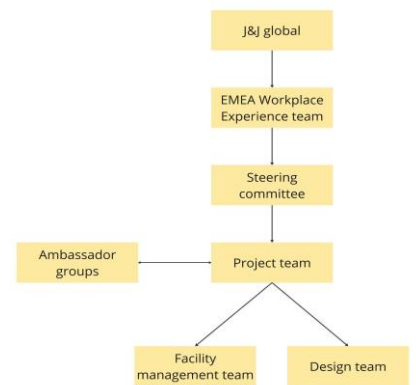 J&J global
EMEA Workplace
Experience team
Steering
committee
Ambassador
groups
Project team
Facility
management team
Design team